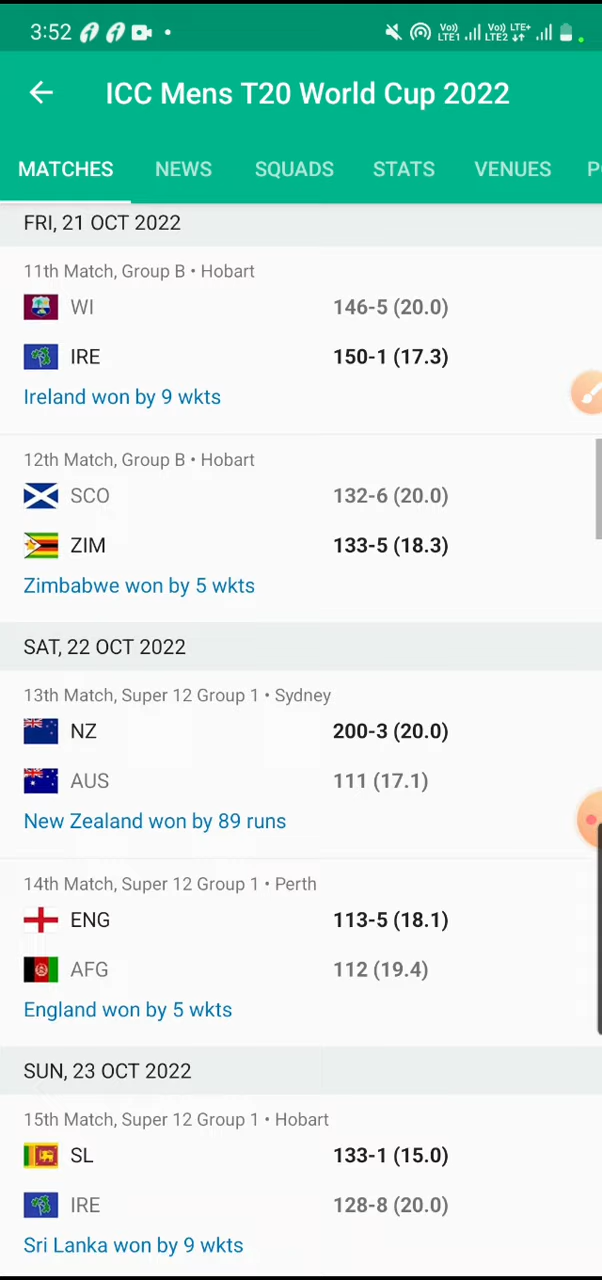 3:52 Vo) LTE1 Vo) LTE+ LTE2
ICC Mens T20 World Cup 2022
MATCHES NEWS SQUADS STATS VENUES P
FRI, 21 OCT 2022
11th Match, Group B • Hobart
WI 146-5 (20.0)
IRE 150-1 (17.3)
Ireland won by 9 wkts
12th Match, Group B • Hobart
SCO 132-6 (20.0)
ZIM 133-5 (18.3)
Zimbabwe won by 5 wkts
SAT, 22 OCT 2022
13th Match, Super 12 Group 1 • Sydney
NZ 200-3 (20.0)
AUS 111 (17.1)
New Zealand won by 89 runs
14th Match, Super 12 Group 1 • Perth
ENG 113-5 (18.1)
AFG 112 (19.4)
England won by 5 wkts
SUN, 23 OCT 2022
15th Match, Super 12 Group 1 • Hobart
SL 133-1 (15.0)
IRE 128-8 (20.0)
Sri Lanka won by 9 wkts